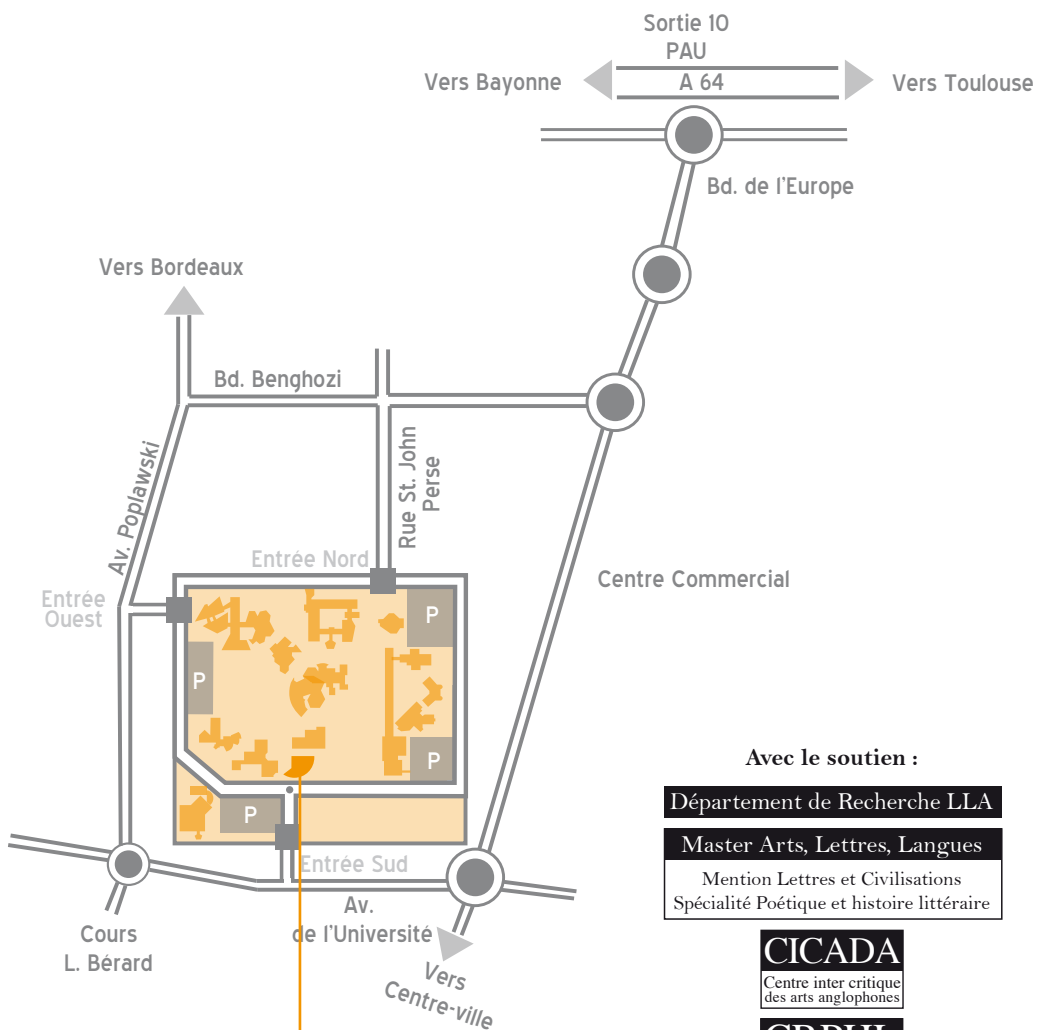 Sortie 10
PAU
Vers Bayonne
A 64
Vers Toulouse
Bd. de l'Europe
Vers Bordeaux
Bd. Benghozi
Av. Poplawski
Rue St. John
Perse
Entrée Nord
Centre Commercial
Entrée
Ouest
P
P
P
P
Entrée Sud
Av.
de l'Université
Cours
L. Bérard
Vers
Centre-ville
Avec le soutien :
Département de Recherche LLA
Master Arts, Lettres, Langues
Mention Lettres et Civilisations
Spécialité Poétique et histoire littéraire
CICADA
Centre inter critique
des arts anglophones